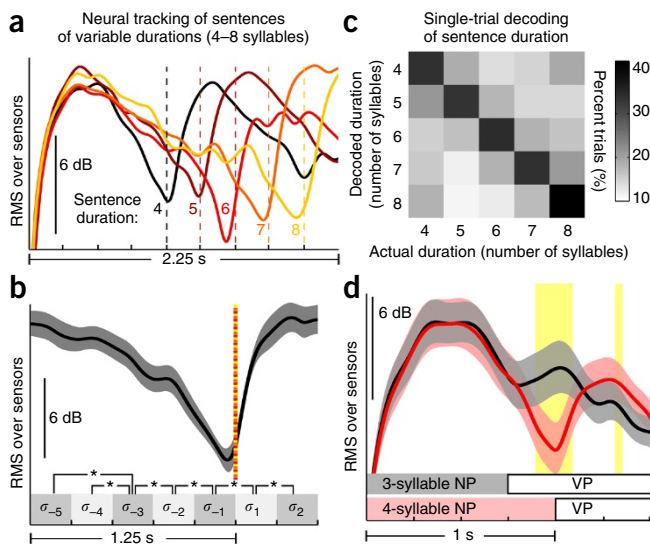 a
Neural tracking of sentences
of variable durations (4–8 syllables)
RMS over sensors
6 dB
Sentence
duration:
4
5
6
7
8
2.25 s
c
Single-trial decoding
of sentence duration
Decoded duration
(number of syllables)
4
5
6
7
8
4 5 6 7 8
Actual duration (number of syllables)
Percent trials (%)
40
30
20
10
b
RMS over sensors
6 dB
* * * * * *
σ−5 σ−4 σ−3 σ−2 σ−1 σ1 σ2
1.25 s
d
RMS over sensors
6 dB
3-syllable NP VP
4-syllable NP VP
1 s